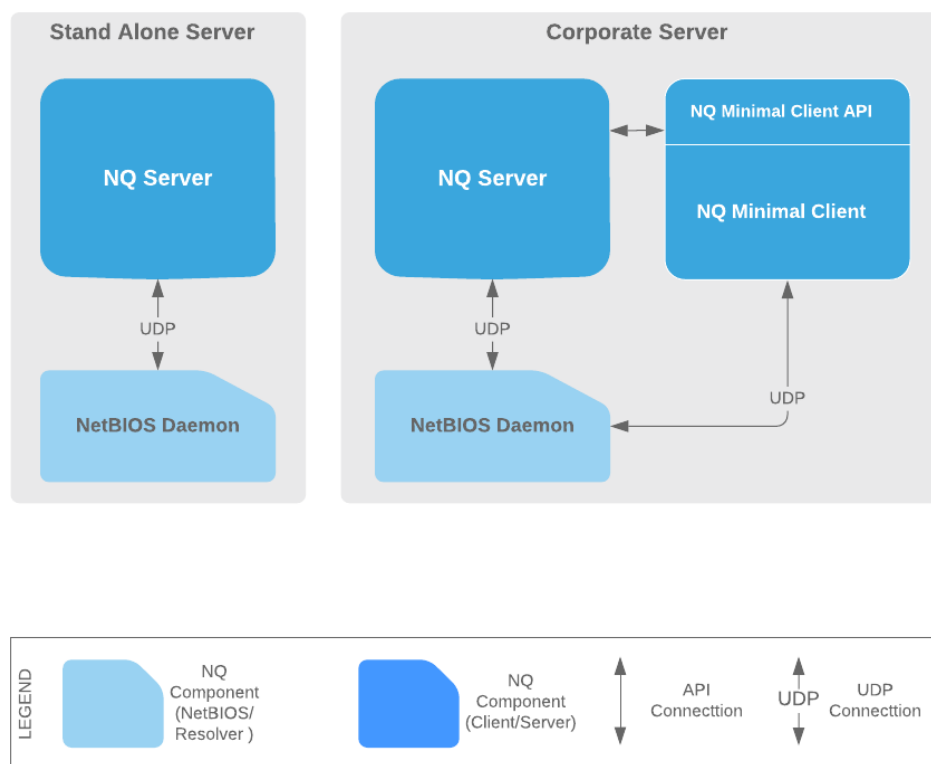 Stand Alone Server
NQ Server
UDP
NetBIOS Daemon
Corporate Server
NQ Server
NQ Minimal Client API
NQ Minimal Client
UDP
NetBIOS Daemon
UDP
LEGEND
NQ
Component
(NetBIOS/
Resolver )
NQ
Component
(Client/Server)
API
Connecttion
UDP
UDP
Connecttion